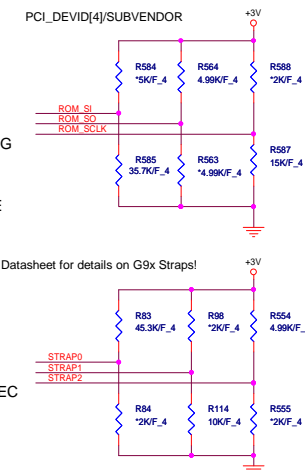 PCI_DEVID[4]/SUBVENDOR
+3V
R584
*5K/F_4
R564
4.99K/F_4
R588
*2K/F_4
ROM_SI
ROM_SO
ROM_SCLK
G
R585
35.7K/F_4
R563
*4.99K/F_4
R587
15K/F_4
E
Datasheet for details on G9x Straps!
+3V
R83
45.3K/F_4
R98
*2K/F_4
R554
4.99K/F_
STRAP0
STRAP1
STRAP2
EC
R84
*2K/F_4
R114
10K/F_4
R555
*2K/F_4